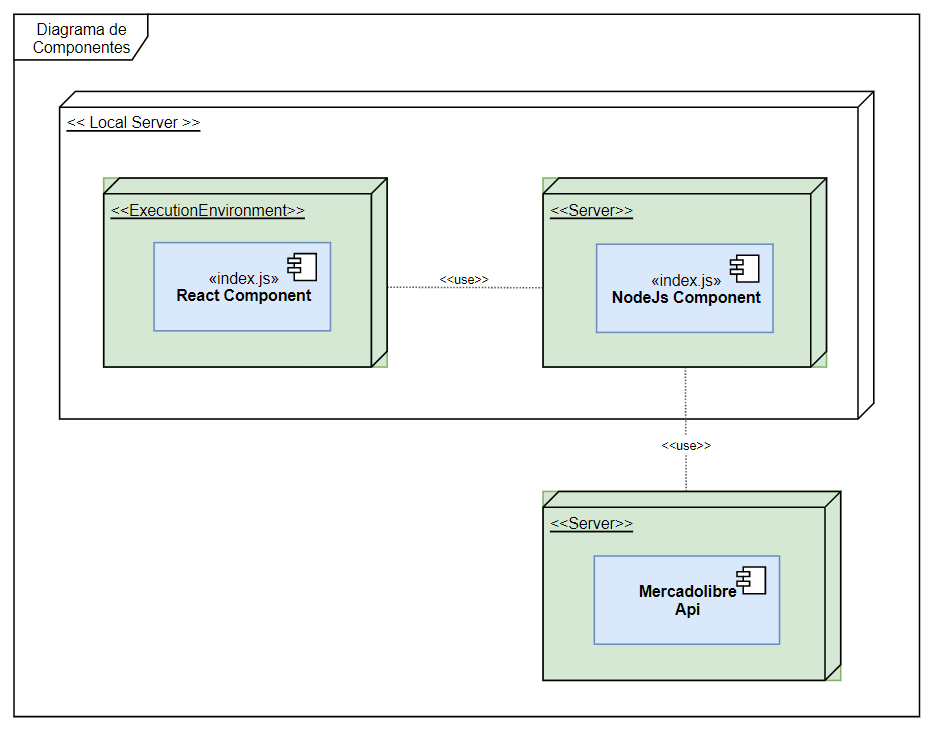 Diagrama de
Componentes
<< Local Server >>
<<ExecutionEnvironment>>
«index.js»
React Component
<<use>>
<<Server>>
«index.js»
NodeJs Component
<<use>>
<<Server>>
Mercadolibre
Api